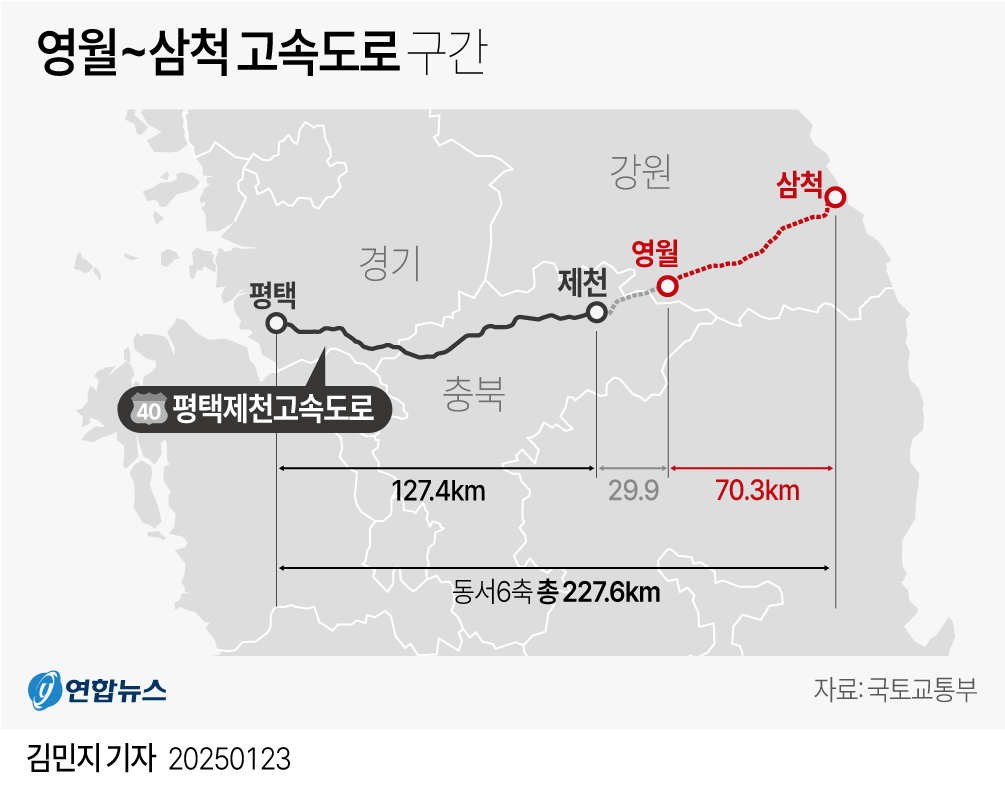 영월~삼척 고속도로 구간
강원
삼척
경기
영월
제천
평택
충북
40 평택제천고속도로
127.4km
29.9
70.3km
동서6축 총 227.6km
연합뉴스
자료: 국토교통부
김민지 기자 20250123